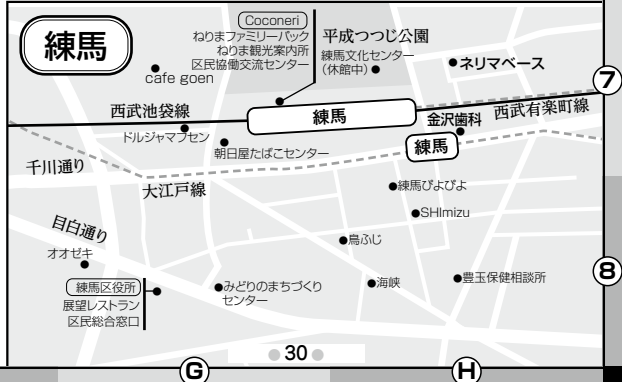 練馬
Coconeri
ねりまファミリーパック
ねりま観光案内所
区民協働交流センター
平成つつじ公園
練馬文化センター
(休館中)
ネリマベース
cafe goen
7
西武池袋線
練馬
金沢歯科
西武有楽町線
ドルジャマフセン
朝日屋たばこセンター
練馬
千川通り
大江戸線
練馬ぴよぴよ
SHImizu
目白通り
鳥ふじ
オオゼキ
8
練馬区役所
展望レストラン
区民総合窓口
みどりのまちづくり
センター
海峡
豊玉保健相談所
30
G
H